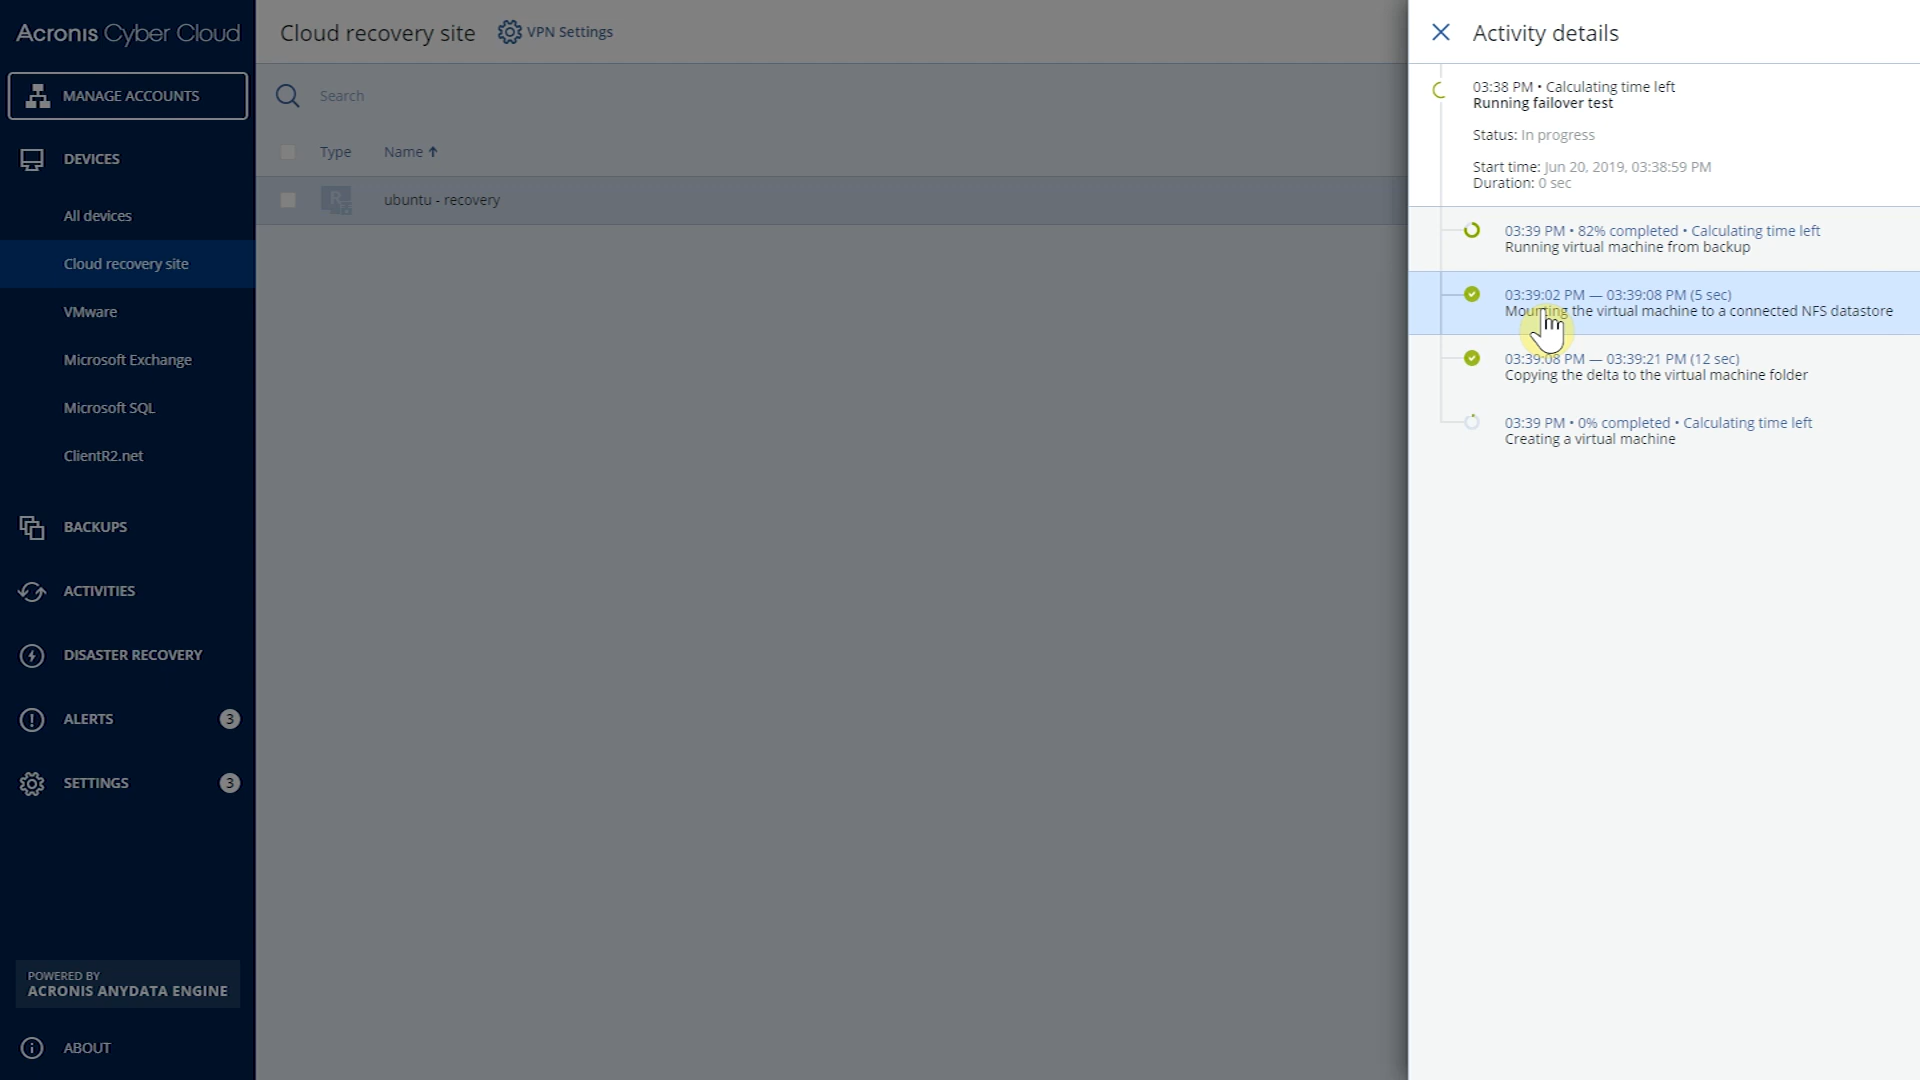 Acronis Cyber Cloud
MANAGE ACCOUNTS
DEVICES
All devices
Cloud recovery site
VMware
Microsoft Exchange
Microsoft SQL
ClientR2.net
BACKUPS
ACTIVITIES
DISASTER RECOVERY
ALERTS 3
SETTINGS 3
POWERED BY
ACRONIS ANYDATA ENGINE
ABOUT
Cloud recovery site VPN Settings
Search
Type Name
R ubuntu - recovery
Activity details
03:38 PM • Calculating time left
Running failover test
Status: In progress
Start time: Jun 20, 2019, 03:38:59 PM
Duration: 0 sec
03:39 PM • 82% completed • Calculating time left
Running virtual machine from backup
03:39:02 PM — 03:39:08 PM (5 sec)
Mounting the virtual machine to a connected NFS datastore
03:39:08 PM — 03:39:21 PM (12 sec)
Copying the delta to the virtual machine folder
03:39 PM • 0% completed • Calculating time left
Creating a virtual machine